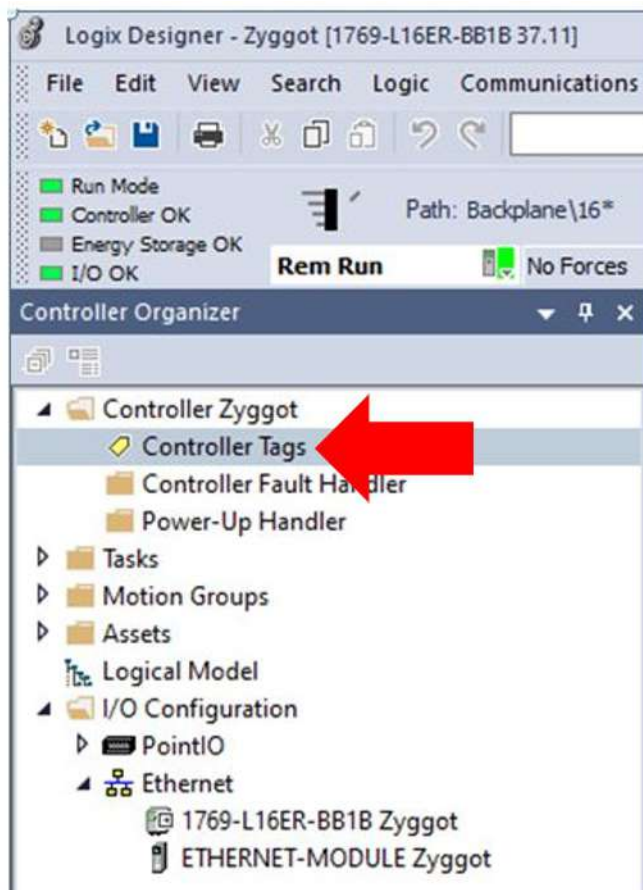 Logix Designer - Zyggot [1769-L16ER-BB1B 37.11]
File Edit View Search Logic Communications
Run Mode
Controller OK
Energy Storage OK
I/O OK
Path: Backplane\16*
Rem Run
No Forces
Controller Organizer
Controller Zyggot
Controller Tags
Controller Fault Handler
Power-Up Handler
Tasks
Motion Groups
Assets
Logical Model
I/O Configuration
PointIO
Ethernet
1769-L16ER-BB1B Zyggot
ETHERNET-MODULE Zyggot